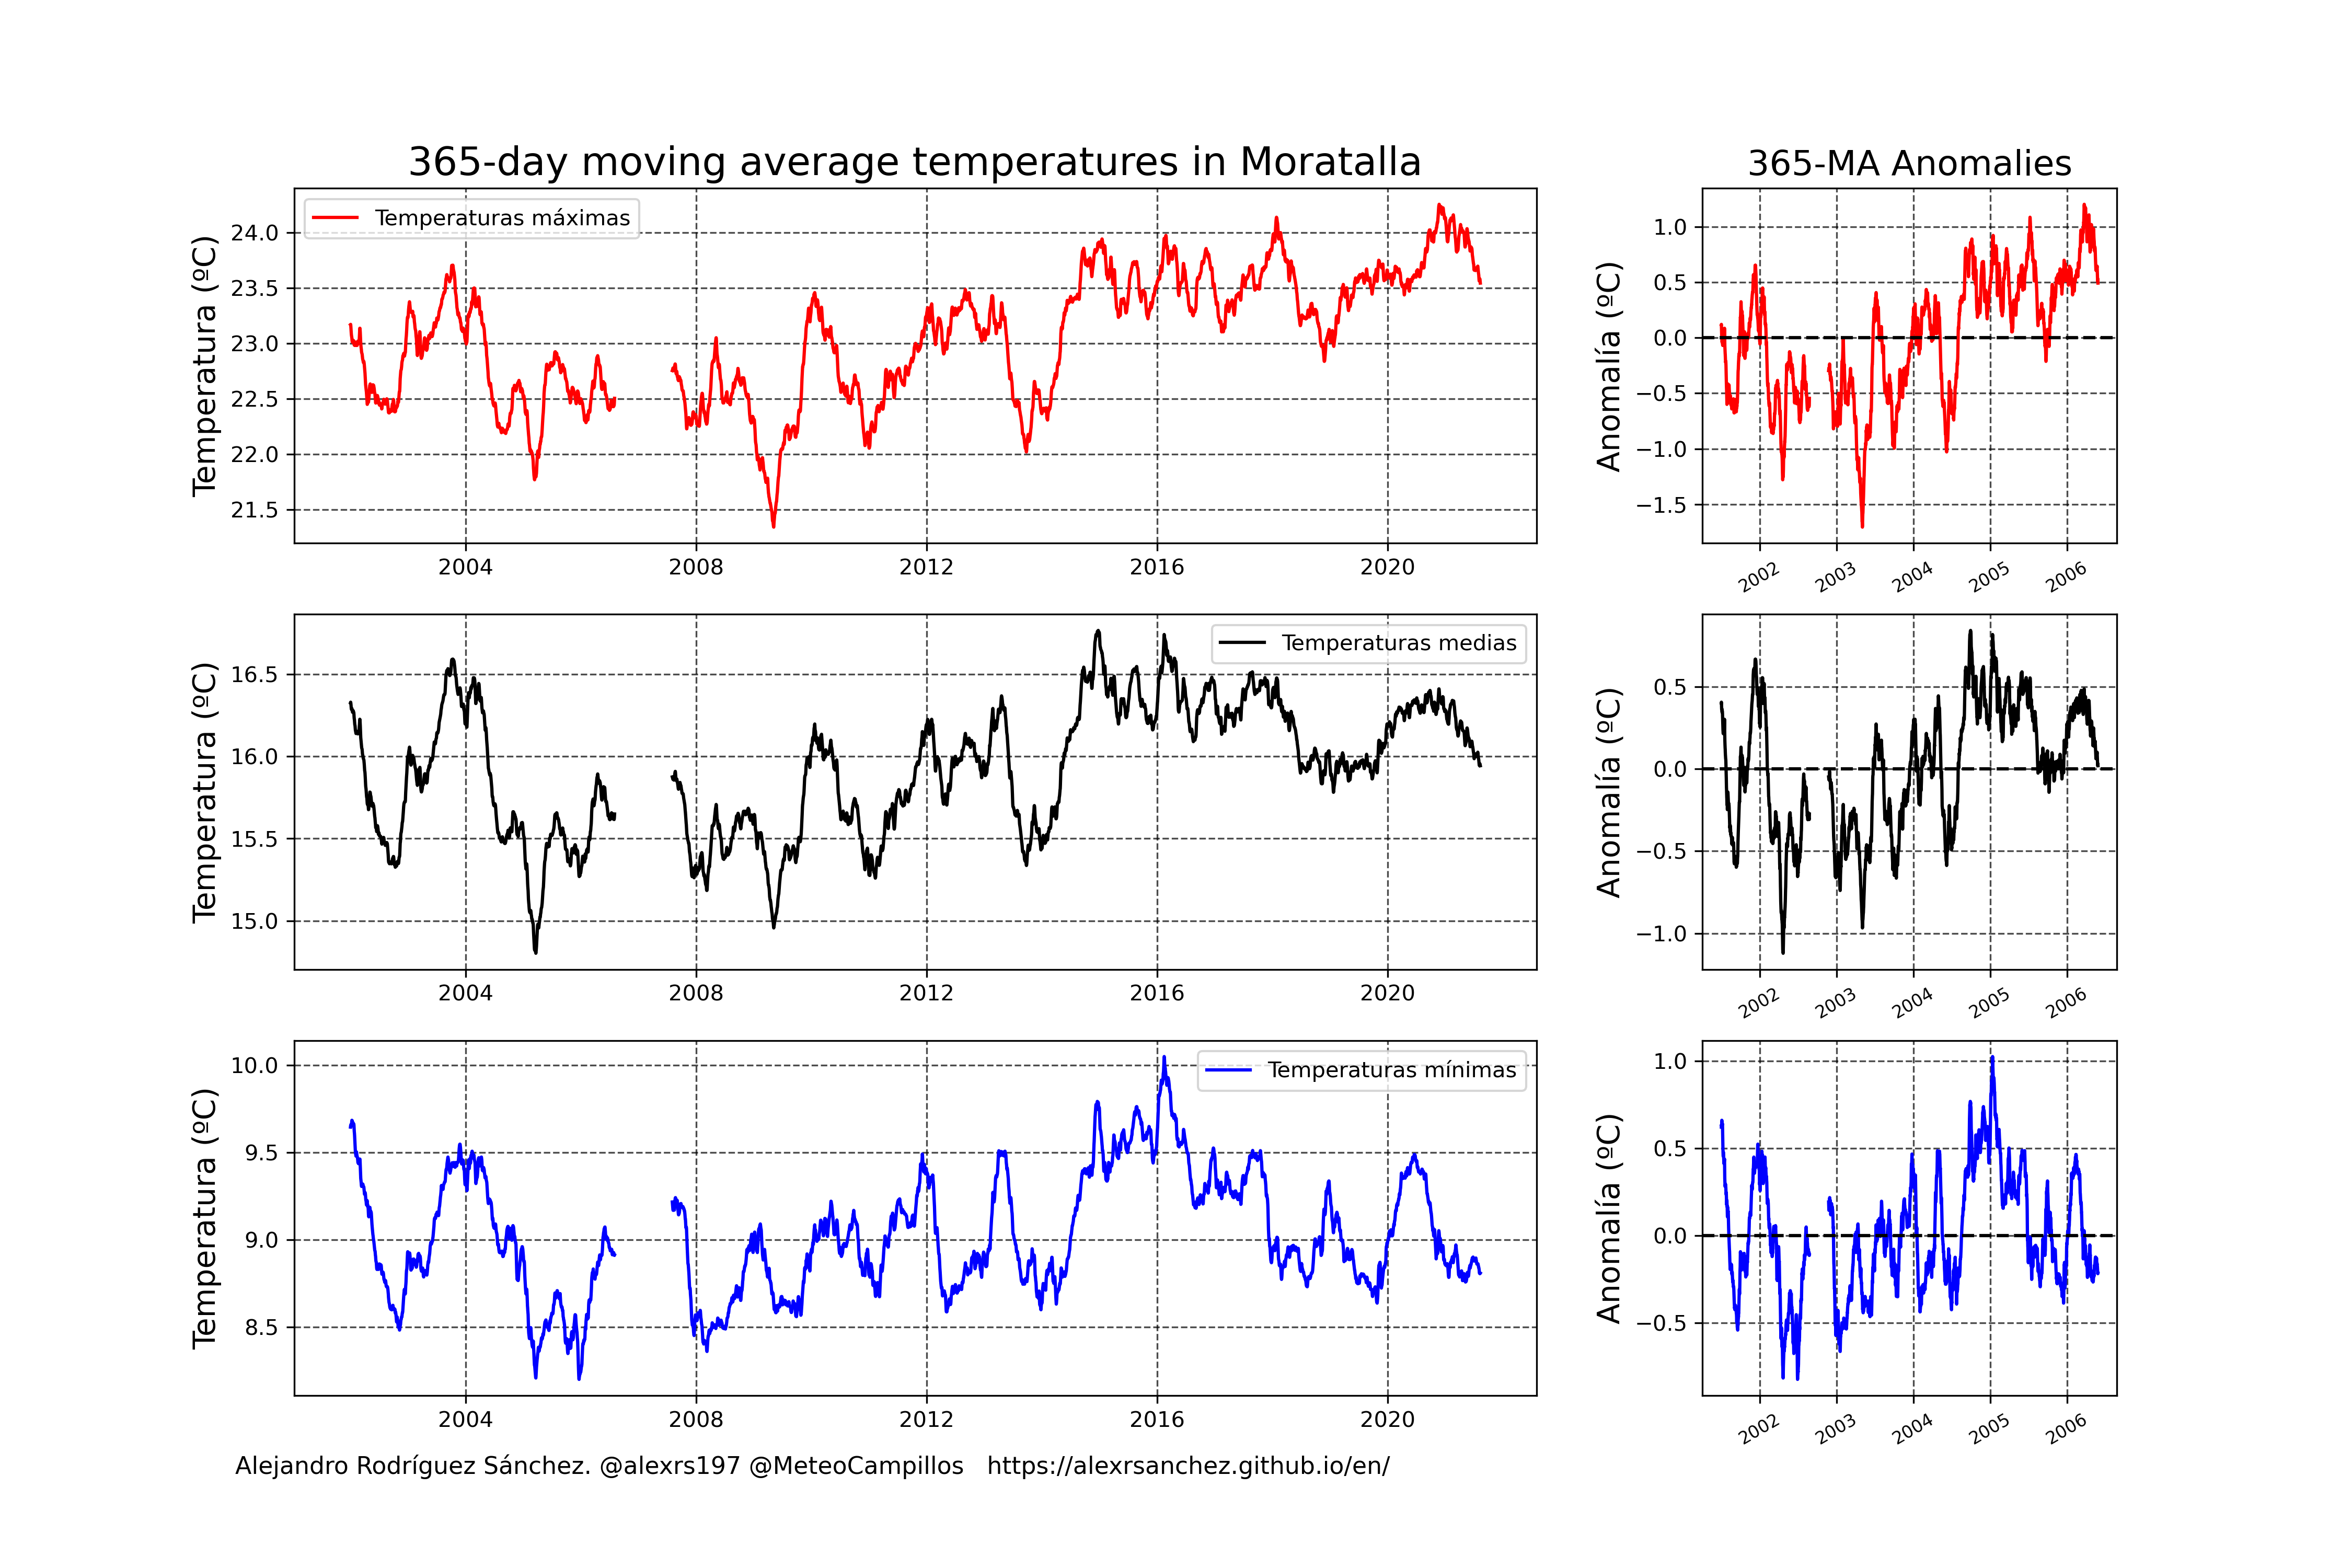 365-day moving average temperatures in Moratalla
365-MA Anomalies
Temperatura (ºC)
24.0
23.5
23.0
22.5
22.0
21.5
Temperaturas máximas
2004 2008 2012 2016 2020
Anomalía (ºC)
1.0
0.5
0.0
−0.5
−1.0
−1.5
2002 2003 2004 2005 2006
Temperatura (ºC)
16.5
16.0
15.5
15.0
Temperaturas medias
2004 2008 2012 2016 2020
Anomalía (ºC)
0.5
0.0
−0.5
−1.0
2002 2003 2004 2005 2006
Temperatura (ºC)
10.0
9.5
9.0
8.5
Temperaturas mínimas
2004 2008 2012 2016 2020
Anomalía (ºC)
1.0
0.5
0.0
−0.5
2002 2003 2004 2005 2006
Alejandro Rodríguez Sánchez. @alexrs197 @MeteoCampillos https://alexrsanchez.github.io/en/